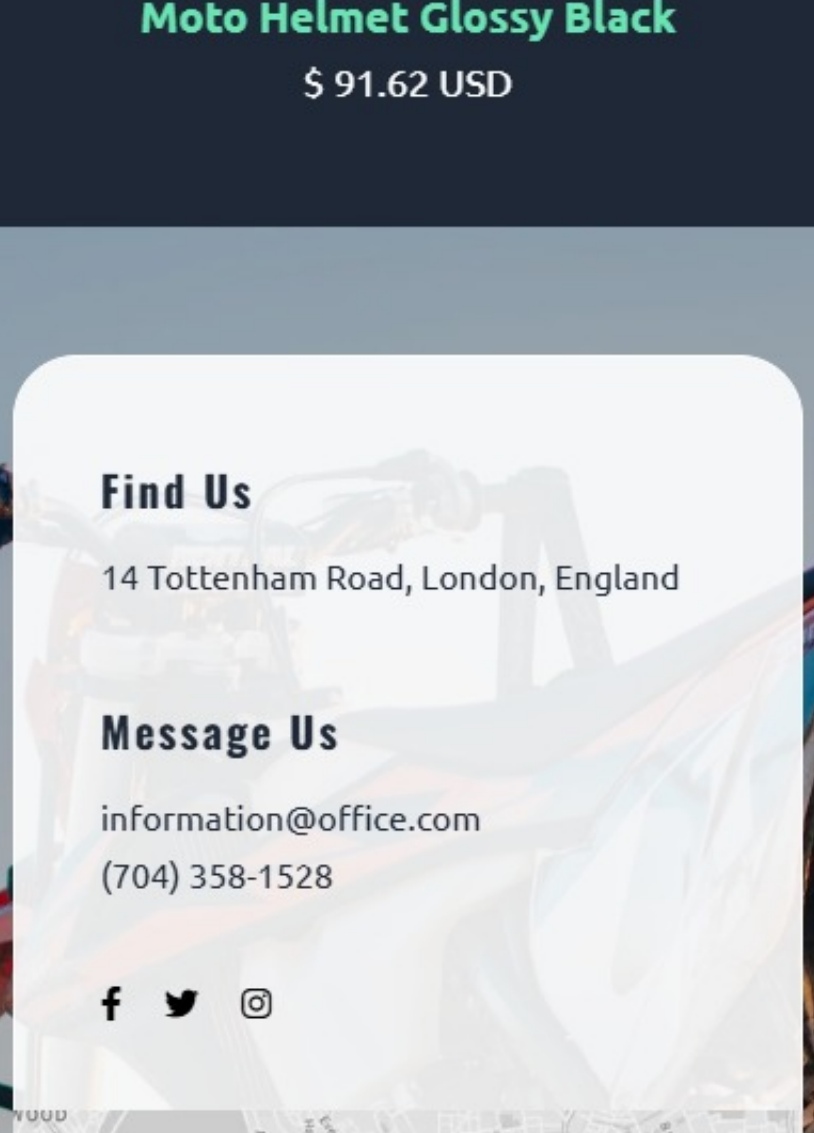 Moto Helmet Glossy Black
$ 91.62 USD
Find Us
14 Tottenham Road, London, England
Message Us
information@office.com
(704) 358-1528
WOOD